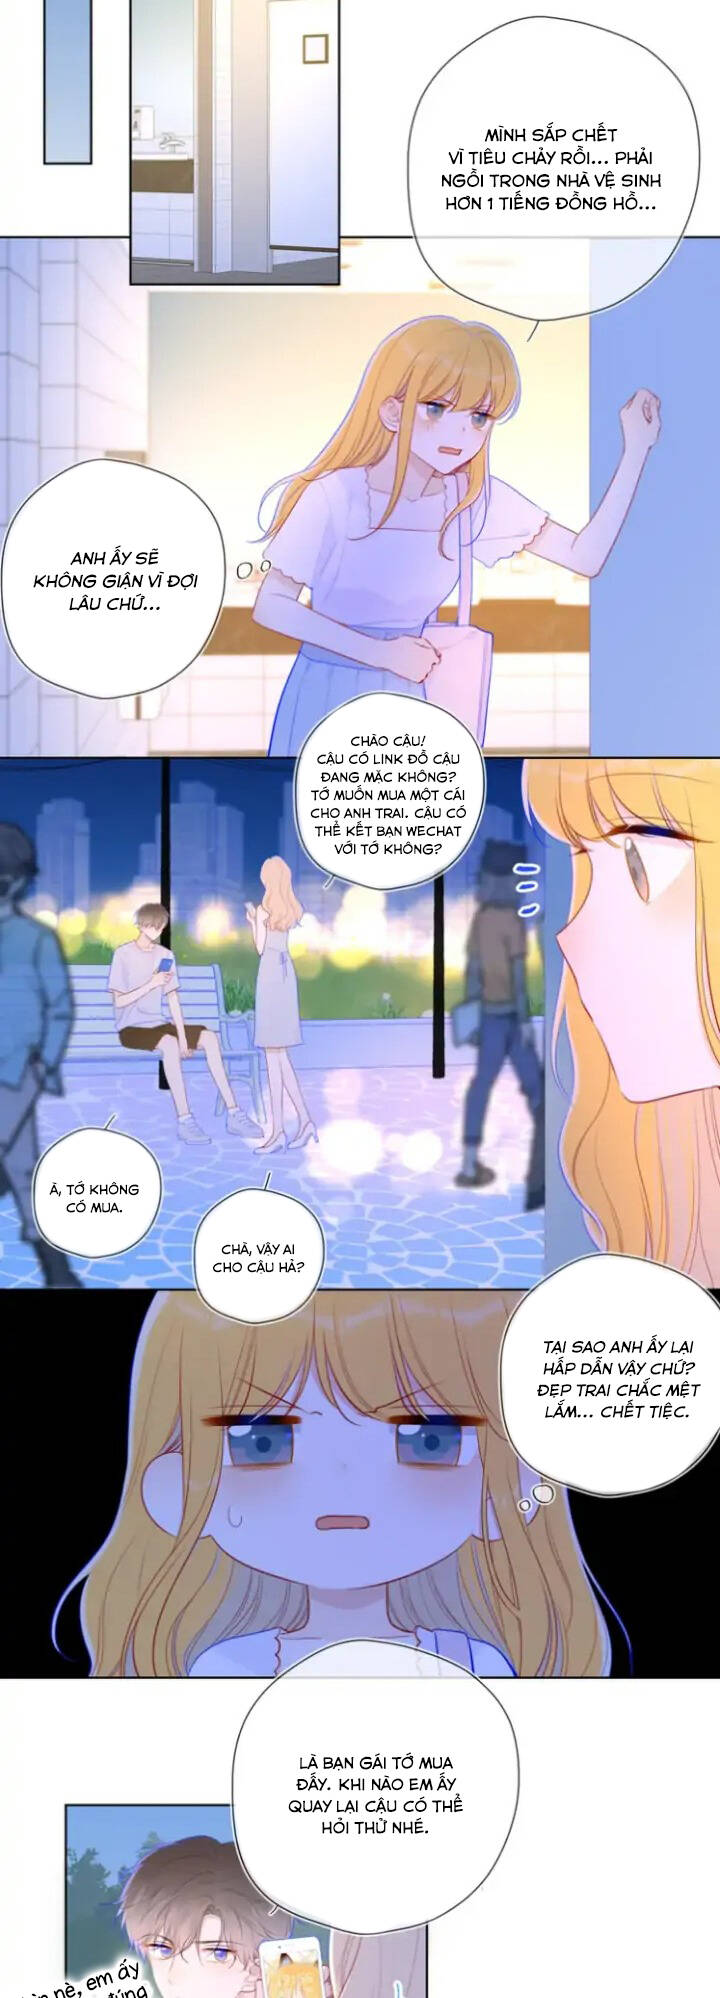 MÌNH SẮP CHẾT
VÌ TIÊU CHẢY RỒI... PHẢI
NGỒI TRONG NHÀ VỆ SINH
HƠN 1 TIẾNG ĐỒNG HỒ...
ANH ẤY SẼ
KHÔNG GIẬN VÌ ĐỢI
LÂU CHỨ...
CHÀO CẬU!
CẬU CÓ LINK ĐỒ CẬU
ĐANG MẶC KHÔNG?
TỚ MUỐN MUA MỘT CÁI
CHO ANH TRAI. CẬU CÓ
THỂ KẾT BẠN WECHAT
VỚI TỚ KHÔNG?
À, TỚ KHÔNG
CÓ MUA.
CHÀ, VẬY AI
CHO CẬU HẢ?
TẠI SAO ANH ẤY LẠI
HẤP DẪN VẬY CHỨ?
ĐẸP TRAI CHẮC MỆT
LẮM... CHẾT TIỆC.
LÀ BẠN GÁI TỚ MUA
ĐẤY. KHI NÀO EM ẤY
QUAY LẠI CẬU CÓ THỂ
HỎI THỬ NHÉ.
nè, em ấy
đúng